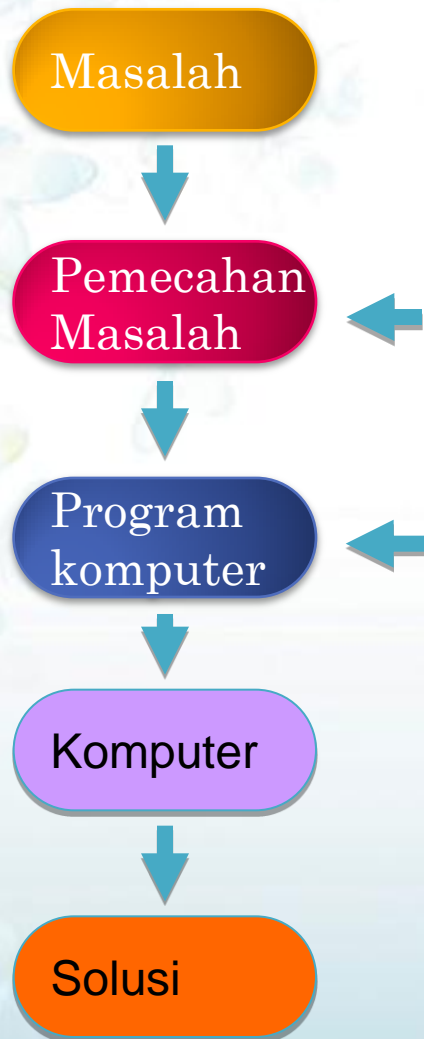 Masalah
Pemecahan
Masalah
Program
komputer
Komputer
Solusi